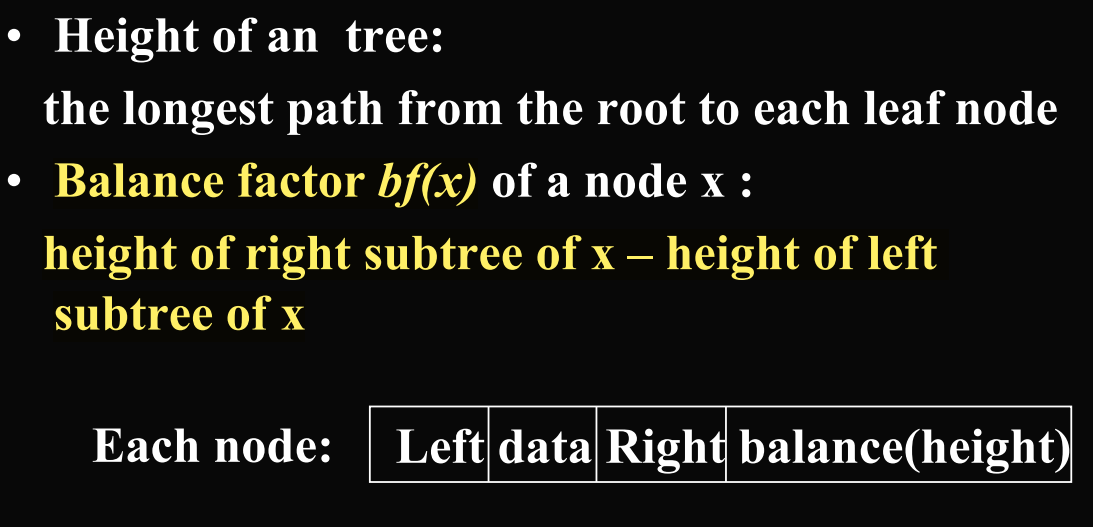 • Height of an tree:
the longest path from the root to each leaf node
• Balance factor bf(x) of a node x :
height of right subtree of x – height of left
subtree of x
Each node: Left data Right balance(height)